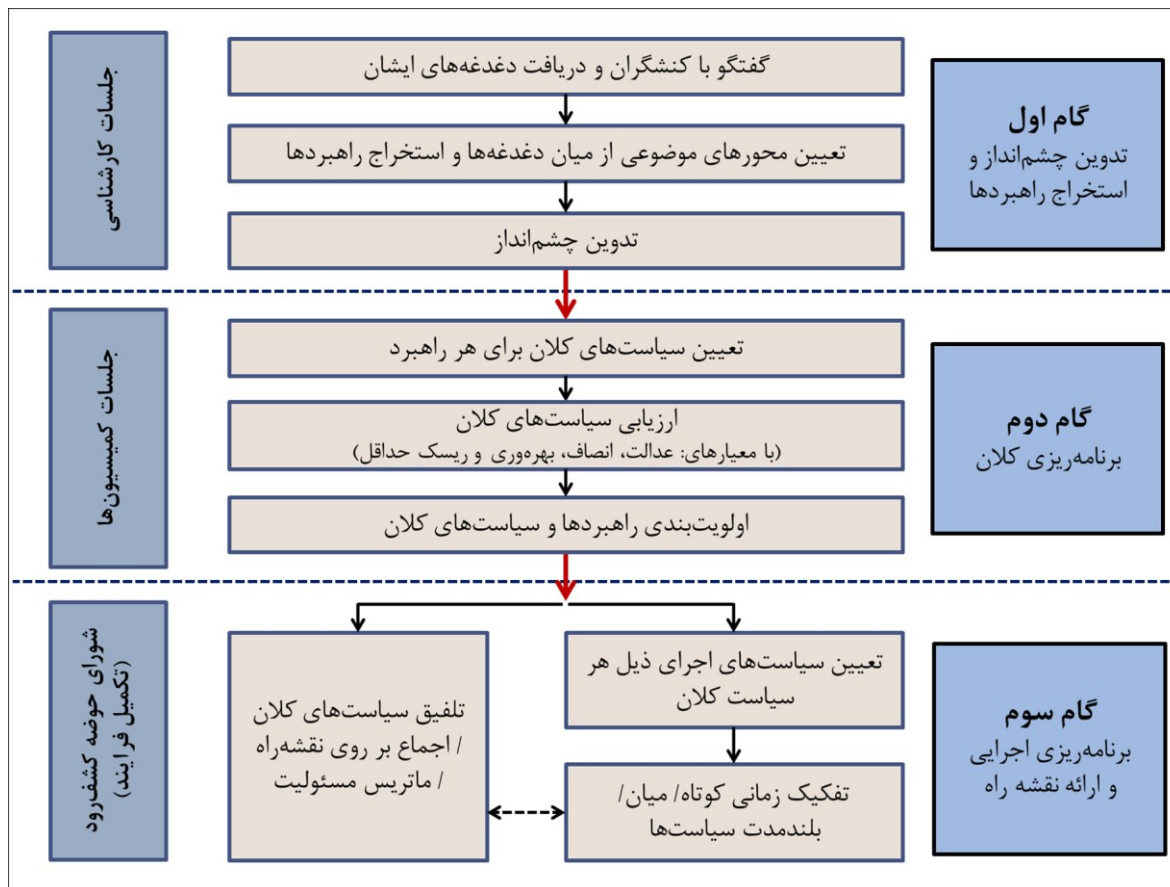 گام اول
تدوین چشم‌انداز و
استخراج راهبردها
گفتگو با کنشگران و دریافت دغدغه‌های ایشان
تعیین محورهای موضوعی از میان دغدغه‌ها و استخراج راهبردها
تدوین چشم‌انداز
جلسات کارشناسی
گام دوم
برنامه‌ریزی کلان
تعیین سیاست‌های کلان برای هر راهبرد
ارزیابی سیاست‌های کلان
(با معیارهای: عدالت، انصاف، بهره‌وری و ریسک حداقل)
اولویت‌بندی راهبردها و سیاست‌های کلان
جلسات کمیسیون‌ها
گام سوم
برنامه‌ریزی اجرایی
و ارائه نقشه راه
تعیین سیاست‌های اجرای ذیل هر
سیاست کلان
تفکیک زمانی کوتاه/ میان/
بلندمدت سیاست‌ها
تلفیق سیاست‌های کلان
/ اجماع بر روی نقشه‌راه
/ ماتریس مسئولیت
شورای حوضه کشف‌رود
(تکمیل فرایند)